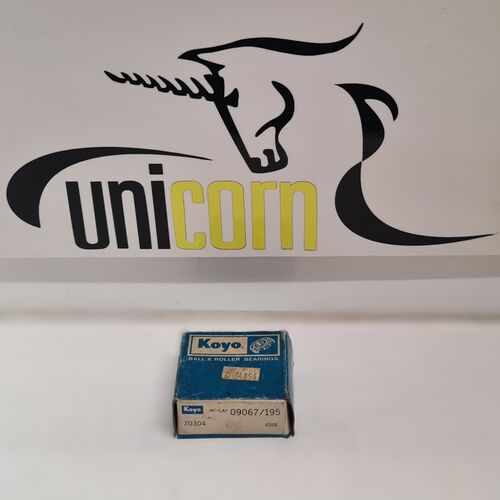 unicorn
Koyo
BALL & ROLLER BEARINGS
Koyo 09067/195
70304